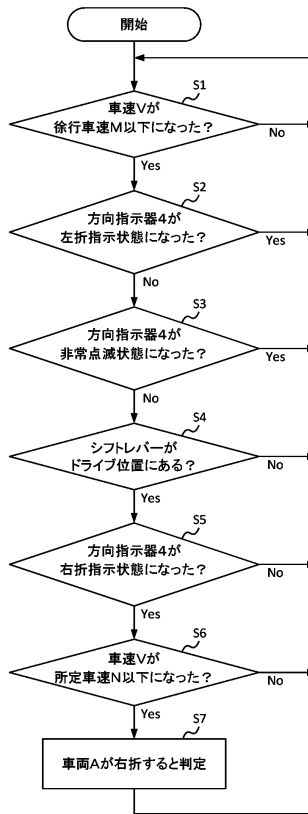 開始
S1
車速Vが
徐行車速M以下になった？
No
Yes
S2
方向指示器4が
左折指示状態になった？
Yes
No
S3
方向指示器4が
非常点滅状態になった？
Yes
No
S4
シフトレバーが
ドライブ位置にある？
No
Yes
S5
方向指示器4が
右折指示状態になった？
No
Yes
S6
車速Vが
所定車速N以下になった？
No
Yes
S7
車両Aが右折すると判定